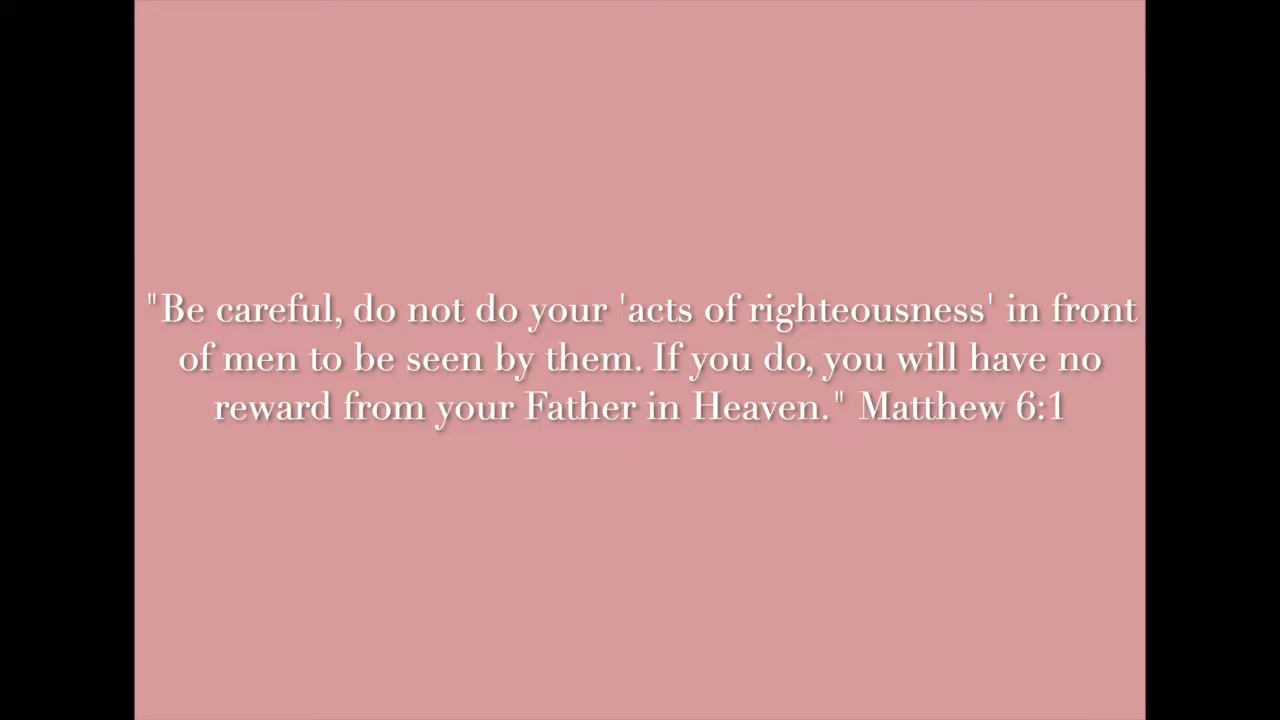 "Be careful, do not do your 'acts of righteousness' in front
of men to be seen by them. If you do, you will have no
reward from your Father in Heaven." Matthew 6:1